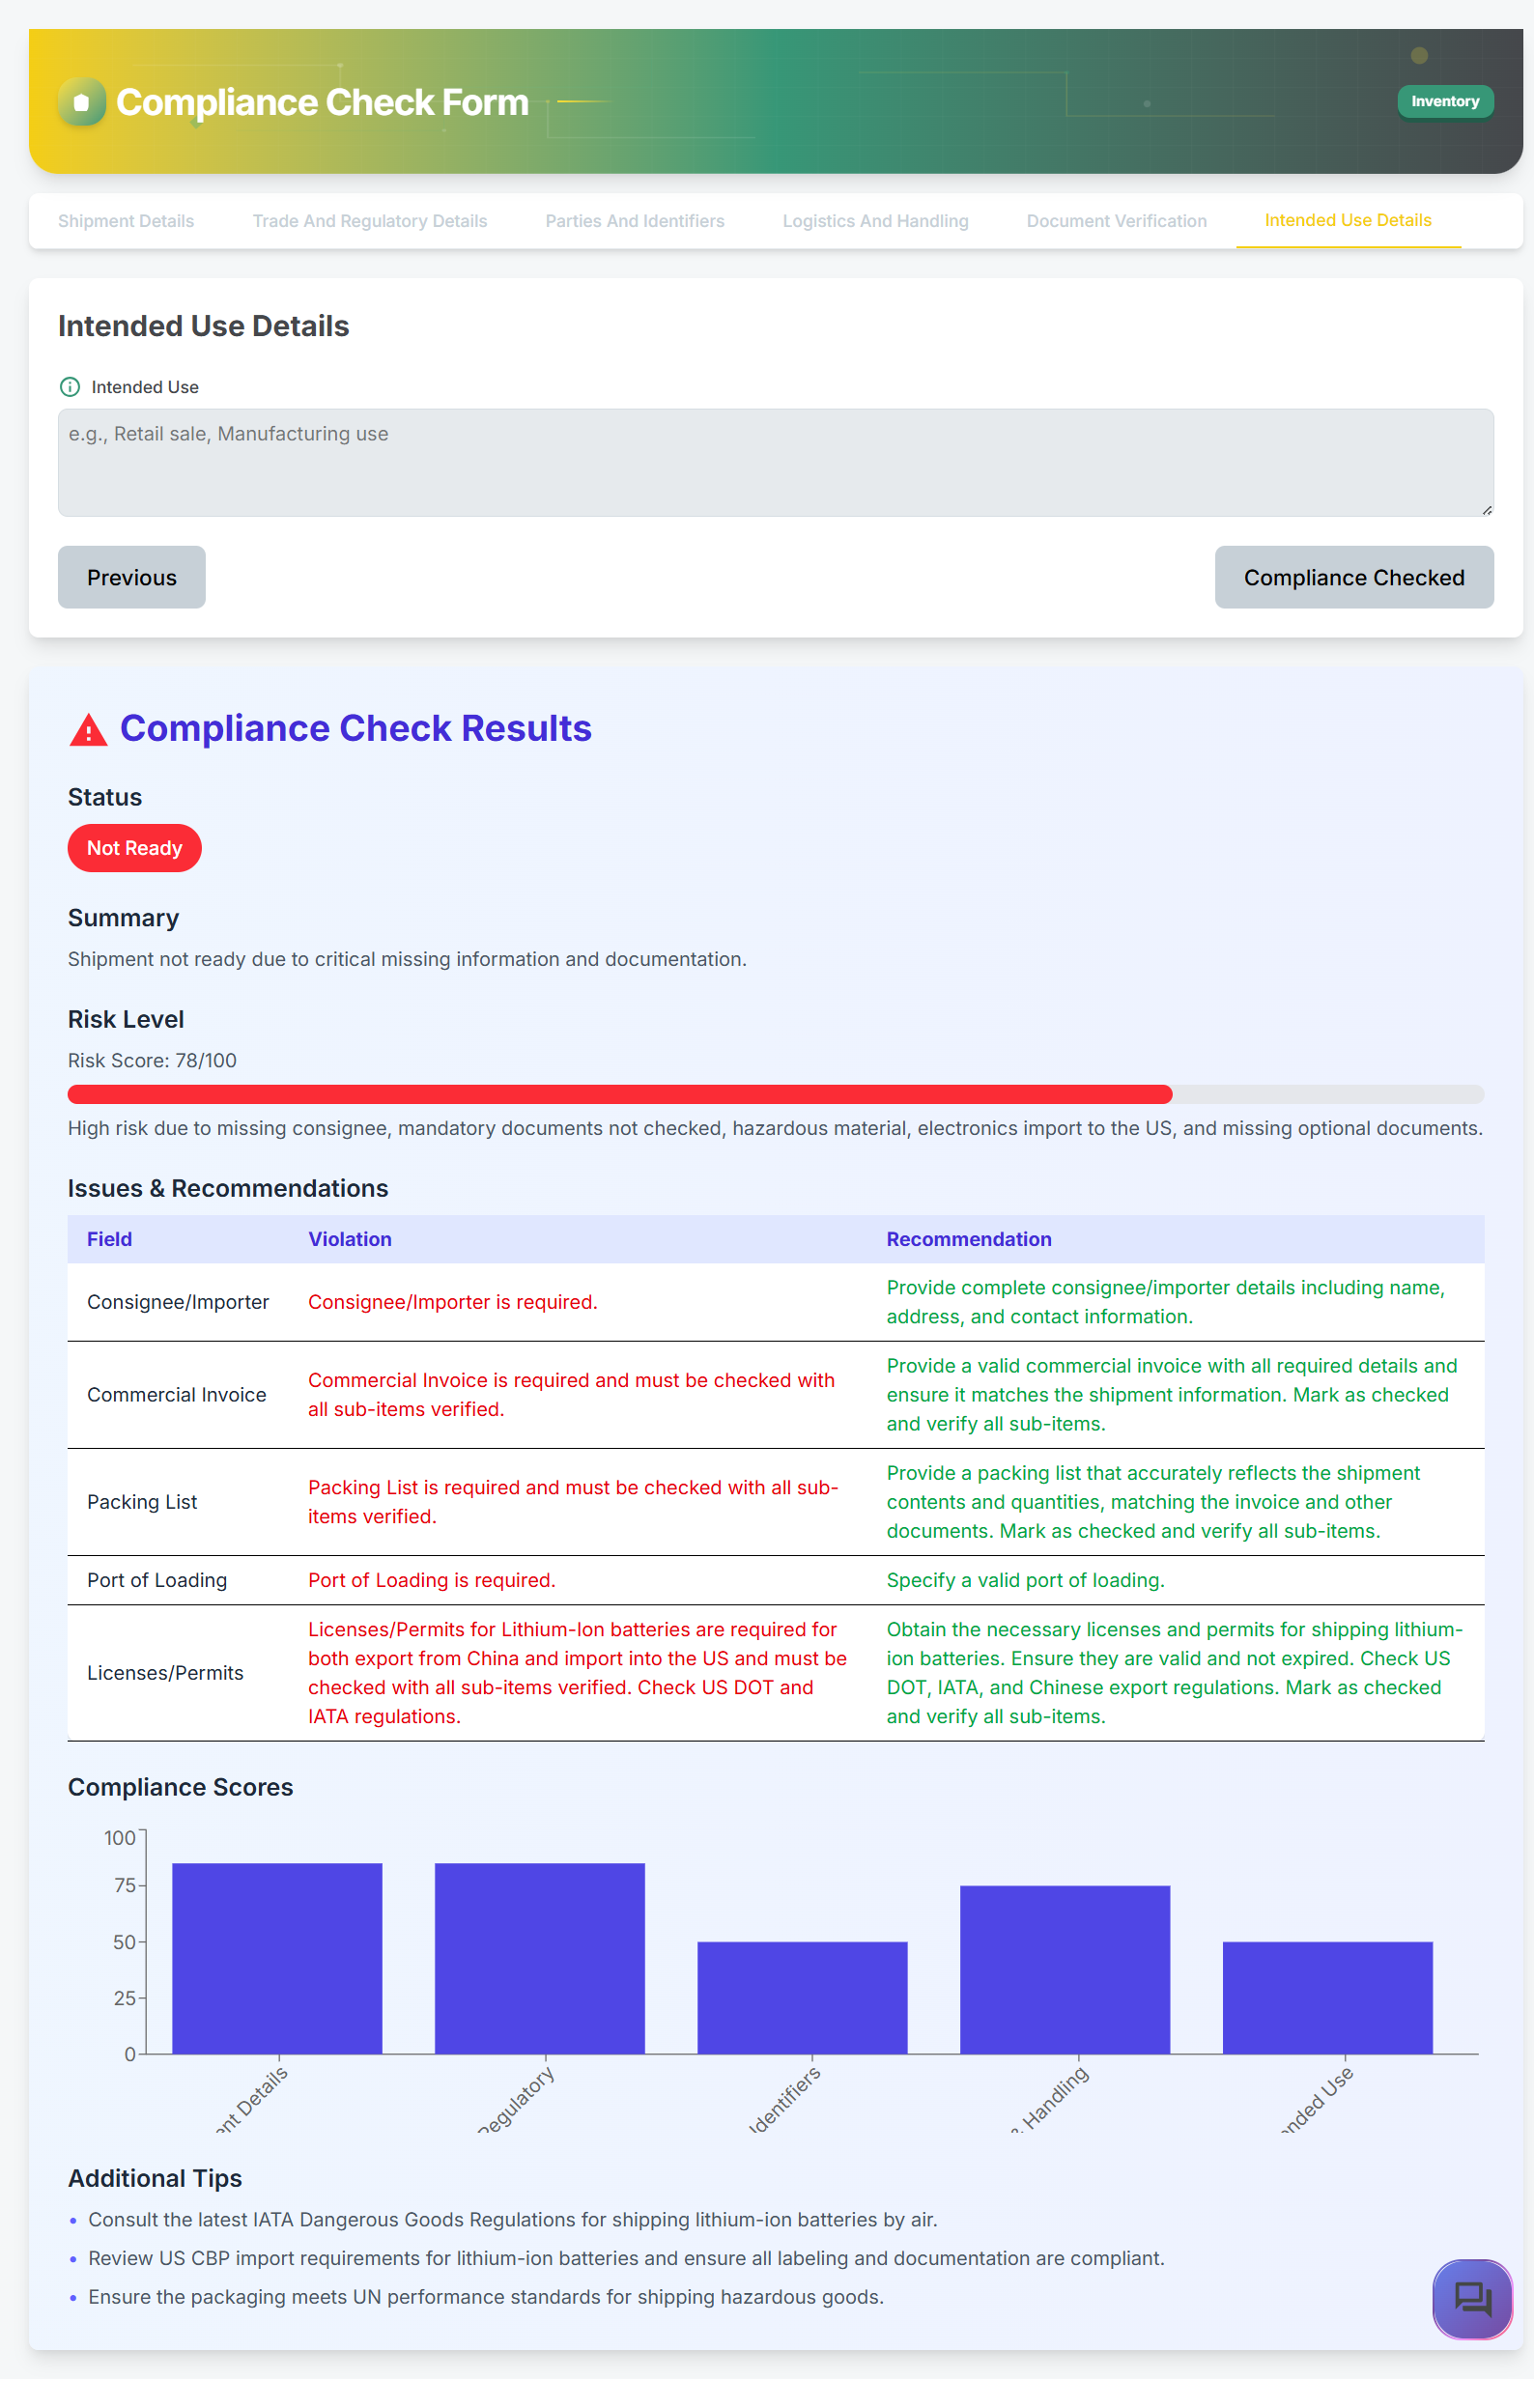 Compliance Check Form
Inventory
Shipment Details
Trade And Regulatory Details
Parties And Identifiers
Logistics And Handling
Document Verification
Intended Use Details
Intended Use Details
Intended Use
e.g., Retail sale, Manufacturing use
Previous
Compliance Checked
Compliance Check Results
Status
Not Ready
Summary
Shipment not ready due to critical missing information and documentation.
Risk Level
Risk Score: 78/100
High risk due to missing consignee, mandatory documents not checked, hazardous material, electronics import to the US, and missing optional documents.
Issues & Recommendations
Field
Violation
Recommendation
Consignee/Importer
Consignee/Importer is required.
Provide complete consignee/importer details including name,
address, and contact information.
Commercial Invoice
Commercial Invoice is required and must be checked with
all sub-items verified.
Provide a valid commercial invoice with all required details and
ensure it matches the shipment information. Mark as checked
and verify all sub-items.
Packing List
Packing List is required and must be checked with all sub-
items verified.
Provide a packing list that accurately reflects the shipment
contents and quantities, matching the invoice and other
documents. Mark as checked and verify all sub-items.
Port of Loading
Port of Loading is required.
Specify a valid port of loading.
Licenses/Permits
Licenses/Permits for Lithium-Ion batteries are required for
both export from China and import into the US and must be
checked with all sub-items verified. Check US DOT and
IATA regulations.
Obtain the necessary licenses and permits for shipping lithium-
ion batteries. Ensure they are valid and not expired. Check US
DOT, IATA, and Chinese export regulations. Mark as checked
and verify all sub-items.
Compliance Scores
100
75
50
25
0
ent Details
Regulatory
Identifiers
& Handling
ended Use
Additional Tips
• Consult the latest IATA Dangerous Goods Regulations for shipping lithium-ion batteries by air.
• Review US CBP import requirements for lithium-ion batteries and ensure all labeling and documentation are compliant.
• Ensure the packaging meets UN performance standards for shipping hazardous goods.